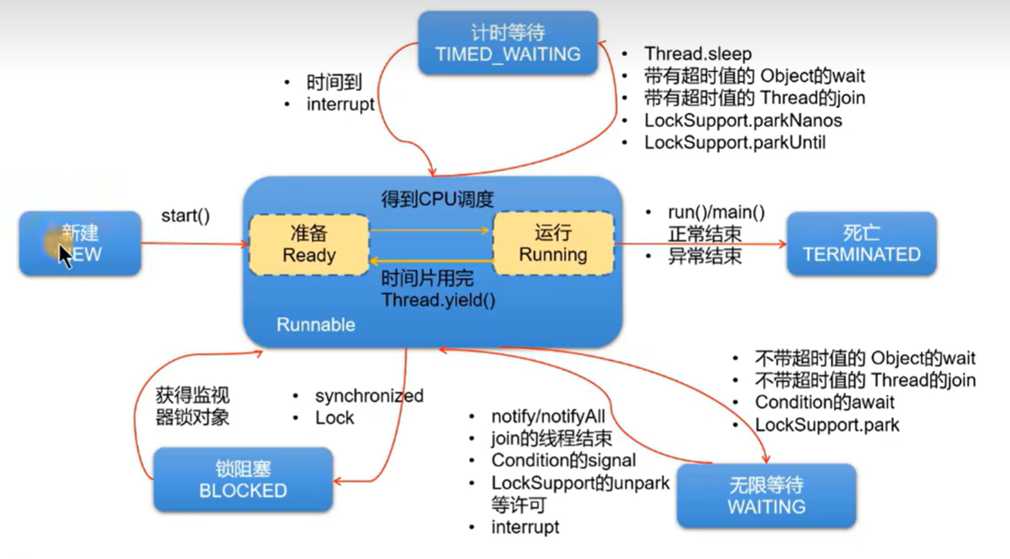 计时等待
TIMED_WAITING
• 时间到
• interrupt
• Thread.sleep
• 带有超时值的 Object的wait
• 带有超时值的 Thread的join
• LockSupport.parkNanos
• LockSupport.parkUntil
新建
EW
start()
得到CPU调度
准备
Ready
运行
Running
时间片用完
Thread.yield()
Runnable
• run()/main()
正常结束
• 异常结束
死亡
TERMINATED
获得监视
器锁对象
• synchronized
• Lock
锁阻塞
BLOCKED
• notify/notifyAll
• join的线程结束
• Condition的signal
• LockSupport的unpark
等许可
• interrupt
• 不带超时值的 Object的wait
• 不带超时值的 Thread的join
• Condition的await
• LockSupport.park
无限等待
WAITING